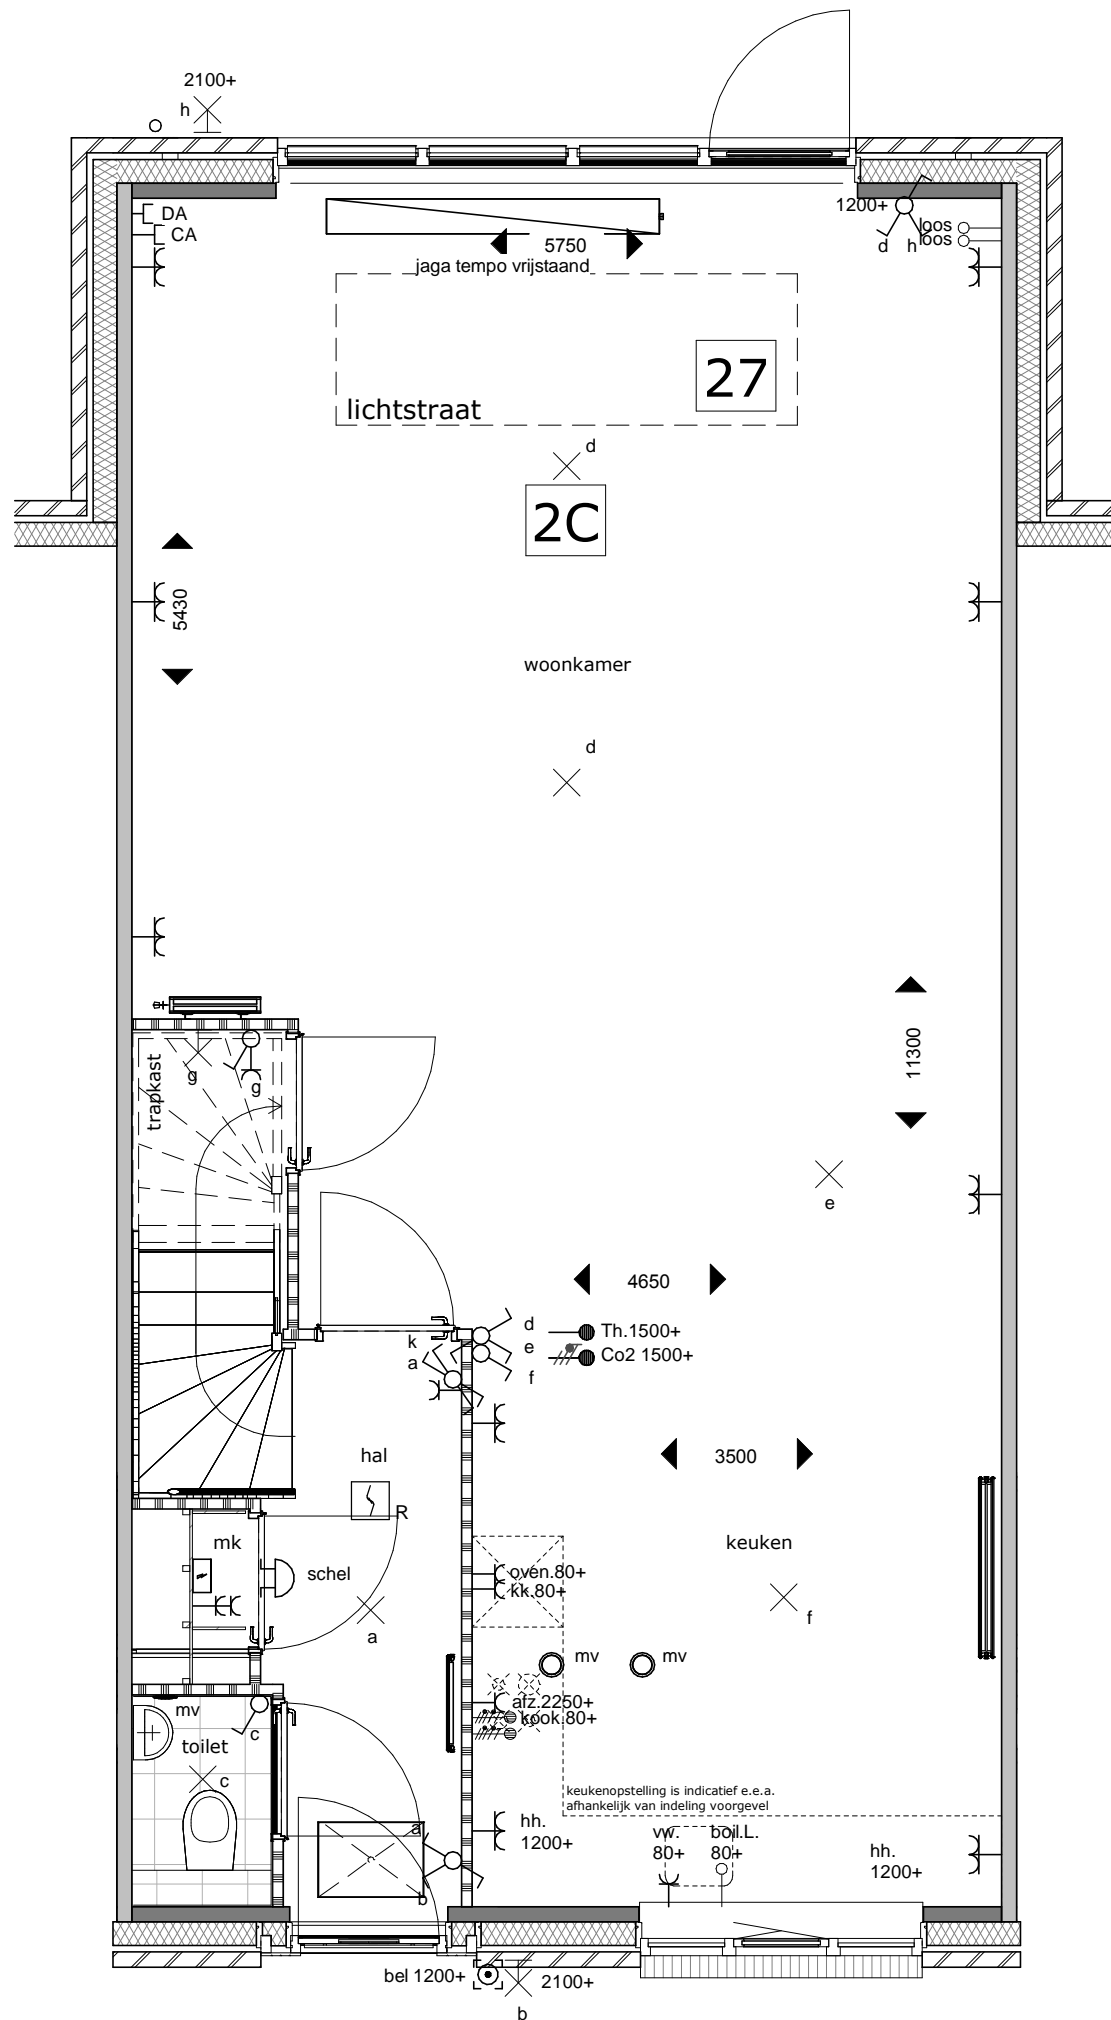 2100+
h
DA
CA
1200+
d h
loos
loos
5750
jaga tempo vrijstaand
27
lichtstraat
d
2C
5430
woonkamer
d
11300
trapkast
g
g
e
4650
k
a
d
e
f
Th.1500+
Co2 1500+
hal
3500
R
mk
schel
keuken
oven.80+
kk.80+
a
f
mv
mv
mv
toilet
c
c
afz.2250+
kook.80+
keukenopstelling is indicatief e.e.a.
afhankelijk van indeling voorgevel
a
b
hh.
1200+
vw.
80+
boil.L.
80+
hh.
1200+
bel 1200+
2100+
b